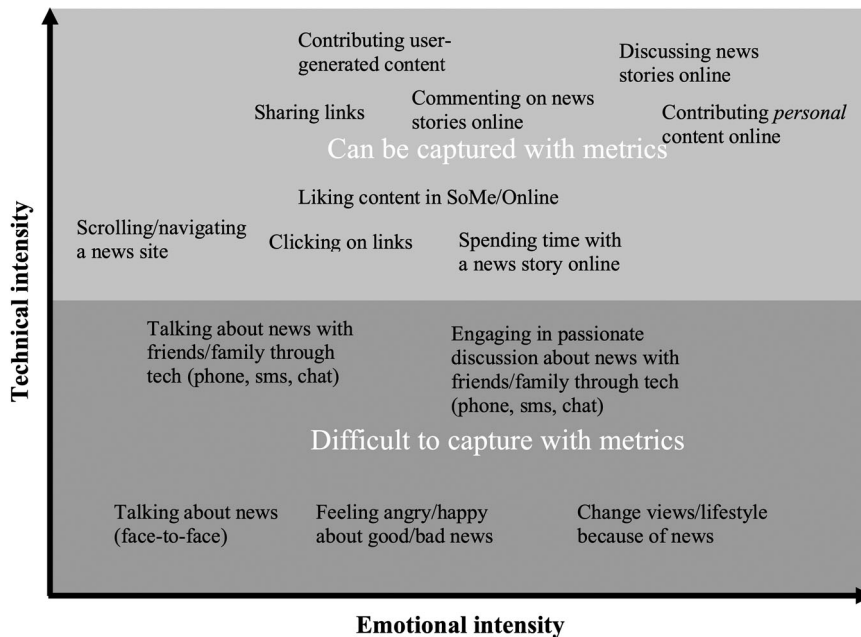 Contributing user-
generated content
Discussing news
stories online
Sharing links
Commenting on news
stories online
Contributing personal
content online
Can be captured with metrics
Liking content in SoMe/Online
Scrolling/navigating
a news site
Clicking on links
Spending time with
a news story online
Technical intensity
Talking about news with
friends/family through
tech (phone, sms, chat)
Engaging in passionate
discussion about news with
friends/family through tech
(phone, sms, chat)
Difficult to capture with metrics
Talking about news
(face-to-face)
Feeling angry/happy
about good/bad news
Change views/lifestyle
because of news
Emotional intensity